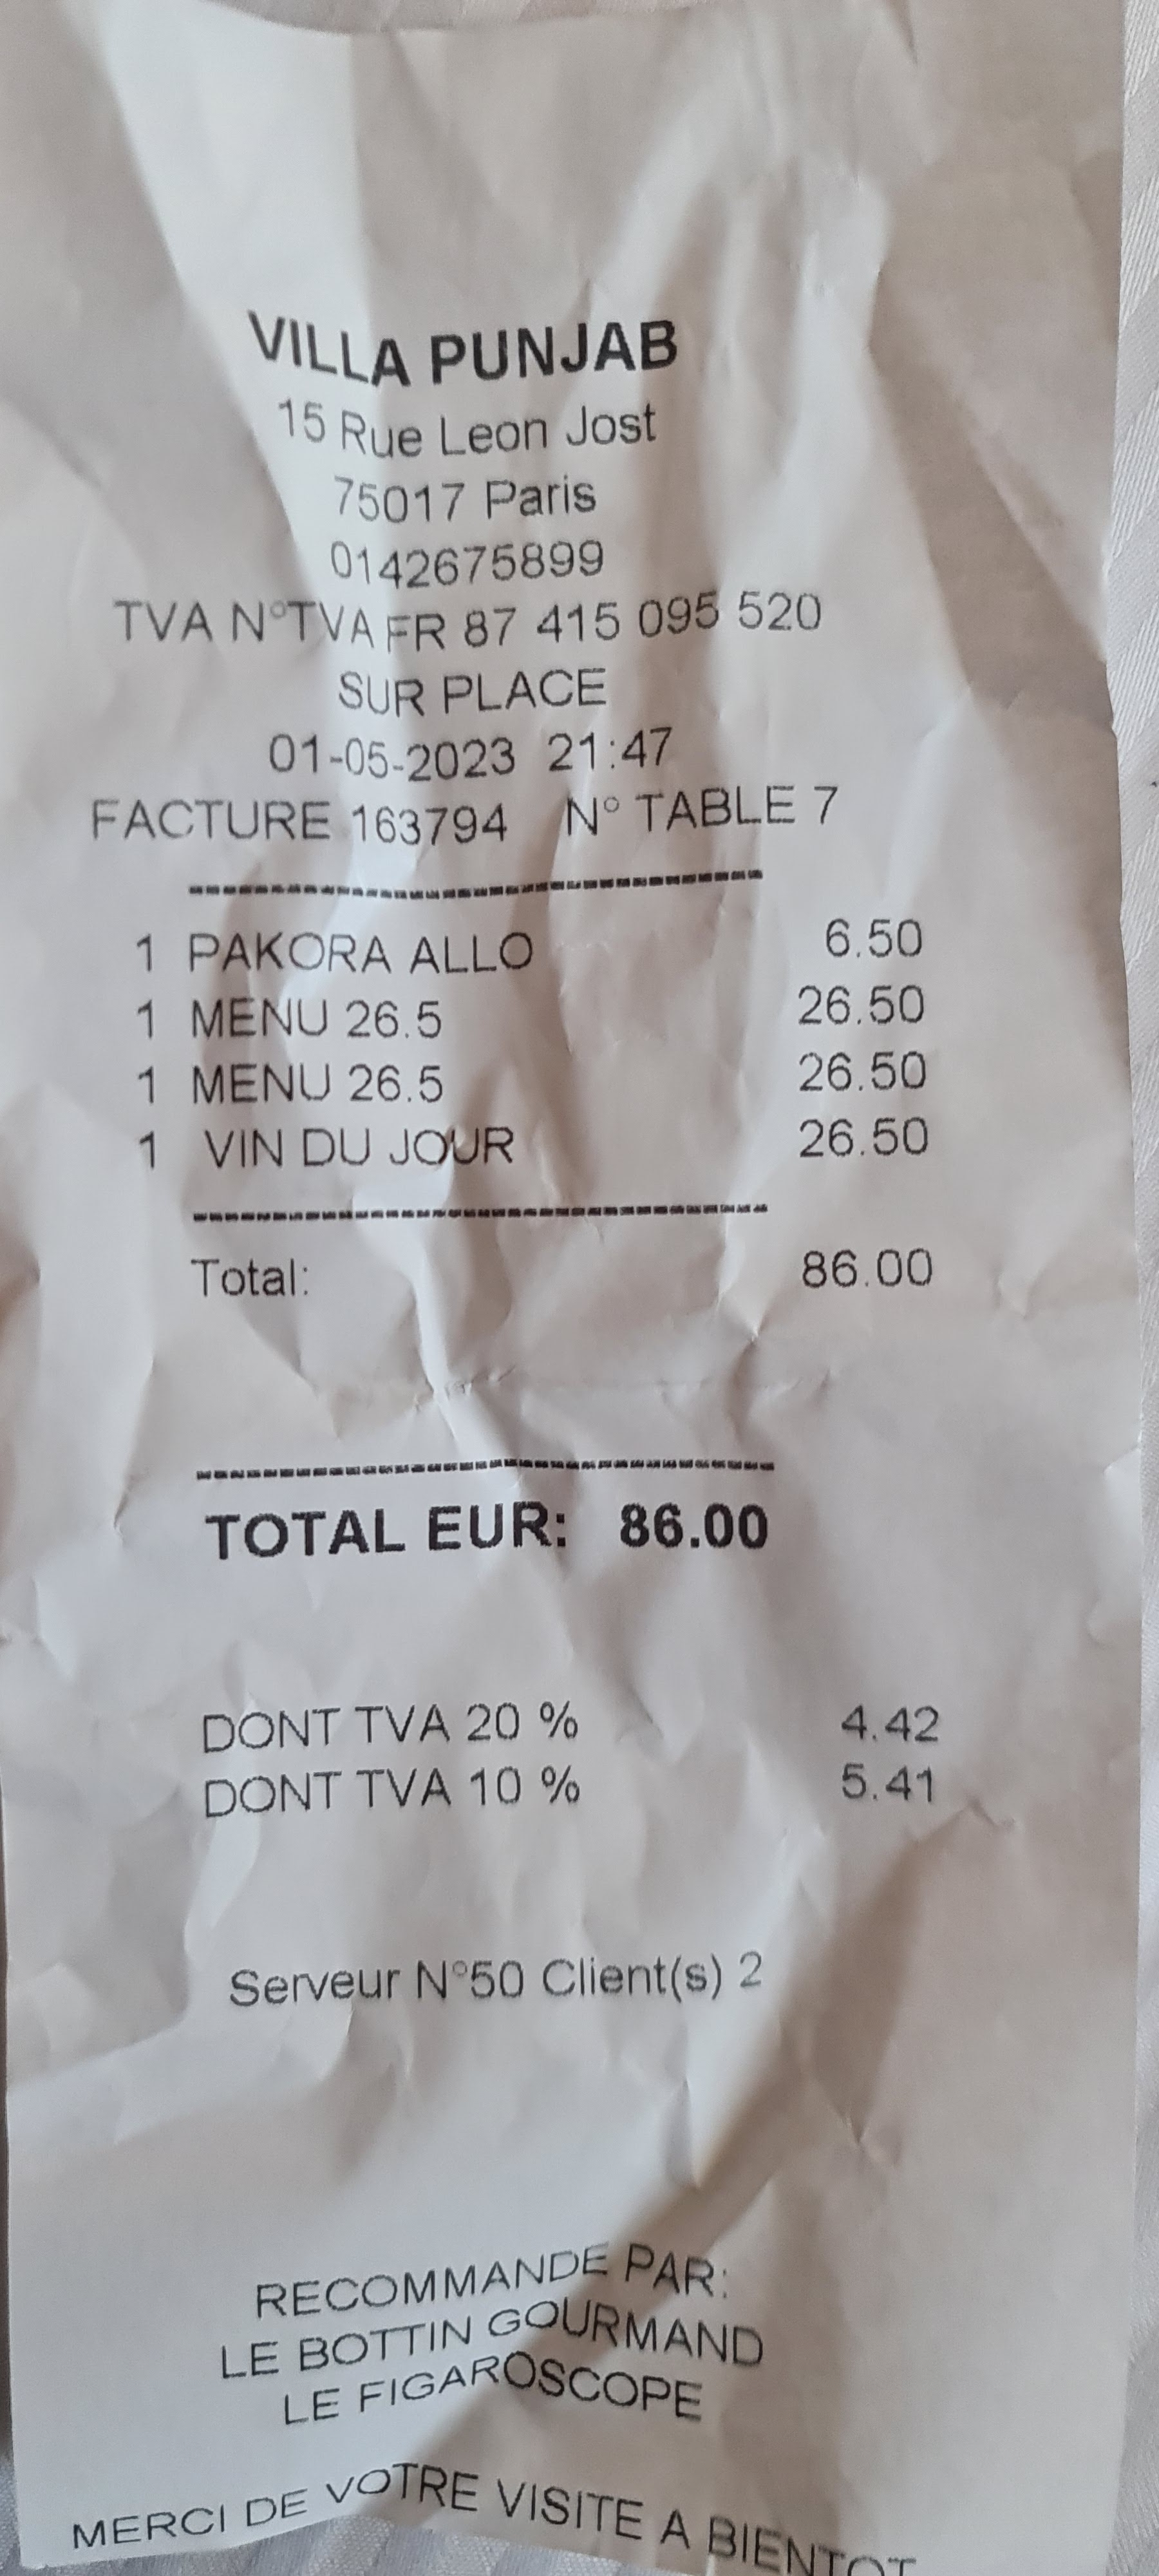 VILLA PUNJAB
15 Rue Leon Jost
75017 Paris
0142675899
TVA N°TVA FR 87 415 095 520
SUR PLACE
01-05-2023 21:47
FACTURE 163794 N° TABLE 7
1 PAKORA ALLO 6.50
1 MENU 26.5 26.50
1 MENU 26.5 26.50
1 VIN DU JOUR 26.50
Total: 86.00
TOTAL EUR: 86.00
DONT TVA 20 % 4.42
DONT TVA 10 % 5.41
Serveur N°50 Client(s) 2
RECOMMANDE PAR:
LE BOTTIN GOURMAND
LE FIGAROSCOPE
MERCI DE VOTRE VISITE A BIENTOT